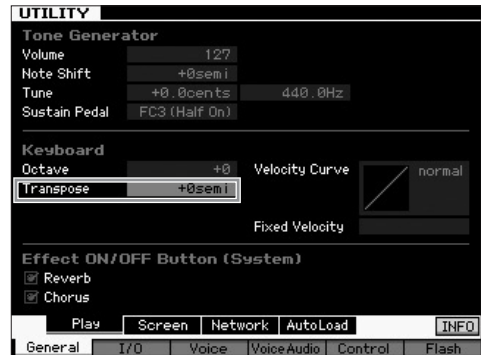 UTILITY
Tone Generator
Volume 127
Note Shift +0semi
Tune +0.0cents 440.0Hz
Sustain Pedal FC3(Half On)
Keyboard
Octave +0 Velocity Curve normal
Transpose +0semi
Fixed Velocity
Effect ON/OFF Button (System)
Reverb
Chorus
Play Screen Network AutoLoad INFO
General I/O Voice Voice Audio Control Flash